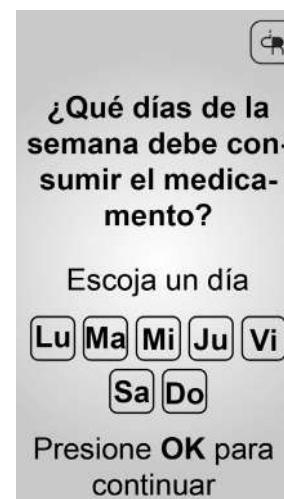 ¿Qué días de la
semana debe con-
sumir el medica-
mento?
Escoja un día
Lu Ma Mi Ju Vi
Sa Do
Presione OK para
continuar